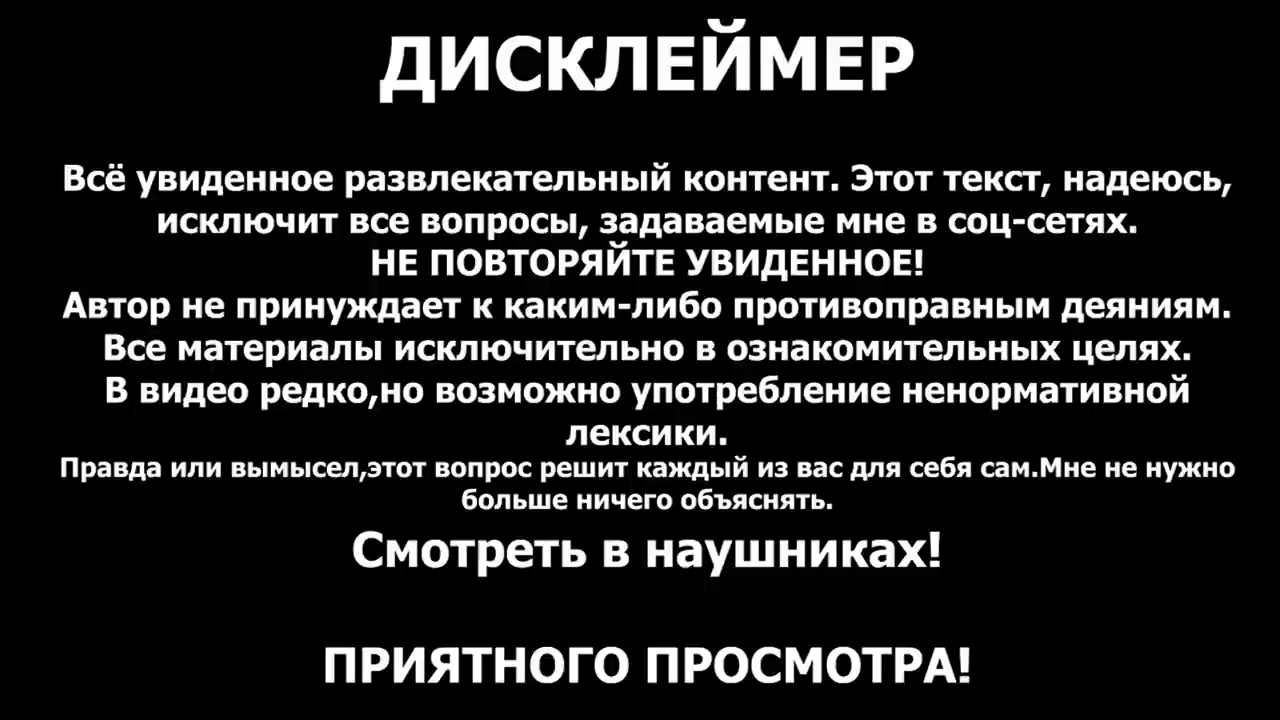 ДИСКЛЕЙМЕР
Всё увиденное развлекательный контент. Этот текст, надеюсь,
исключит все вопросы, задаваемые мне в соц-сетях.
НЕ ПОВТОРЯЙТЕ УВИДЕННОЕ!
Автор не принуждает к каким-либо противоправным деяниям.
Все материалы исключительно в ознакомительных целях.
В видео редко,но возможно употребление ненормативной
лексики.
Правда или вымысел,этот вопрос решит каждый из вас для себя сам.Мне не нужно
больше ничего объяснять.
Смотреть в наушниках!
ПРИЯТНОГО ПРОСМОТРА!